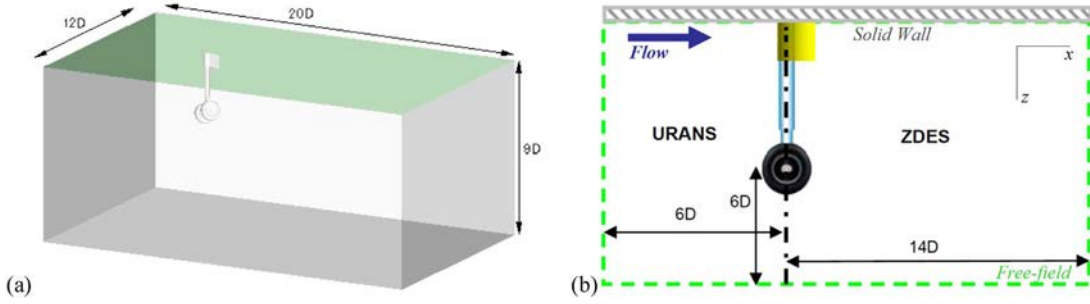 12D
20D
9D
(a)
Flow
Solid Wall
x
z
URANS
ZDES
6D
6D
14D
Free-field
(b)